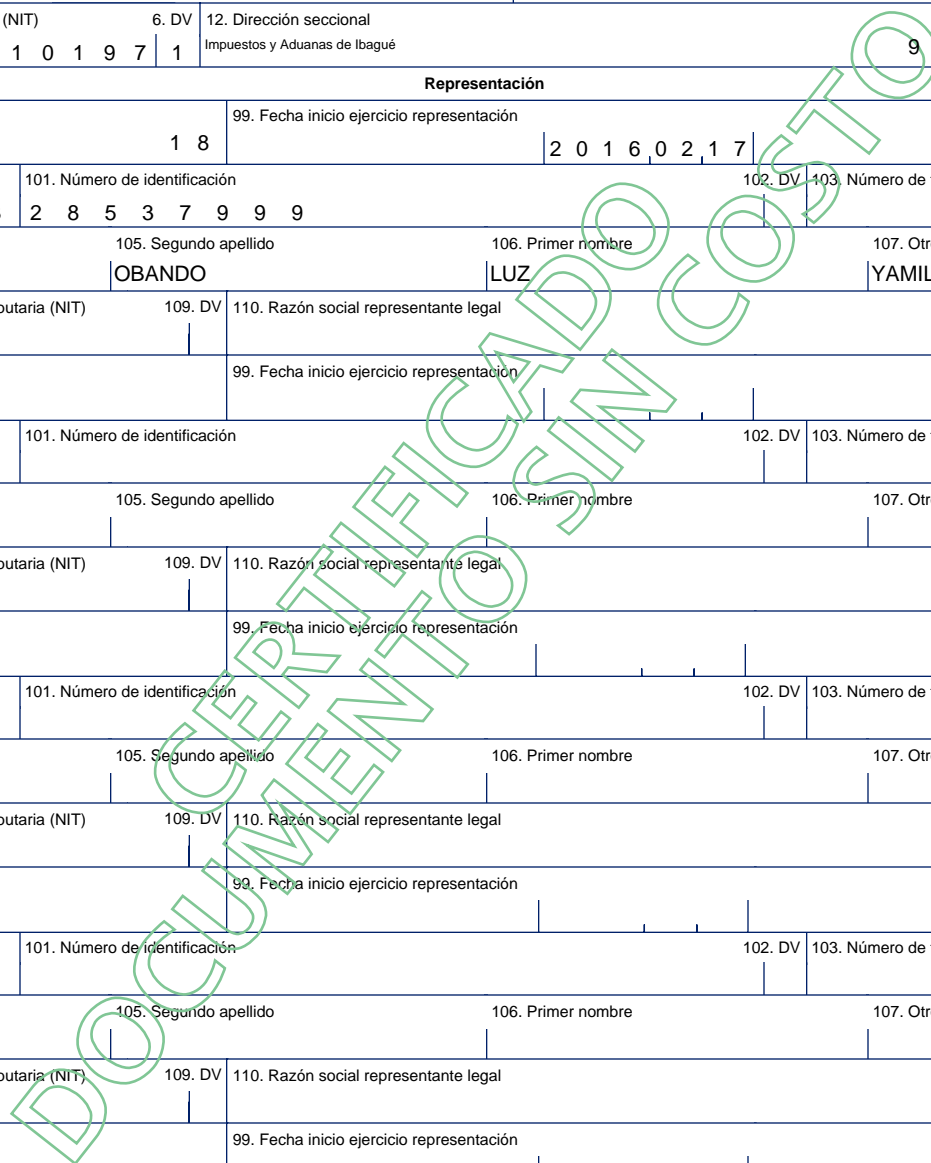 (NIT) 6. DV 12. Dirección seccional
1 0 1 9 7 1 Impuestos y Aduanas de Ibagué 9
Representación
99. Fecha inicio ejercicio representación
1 8 2 0 1 6 0 2 1 7
101. Número de identificación 102. DV 103. Número de
2 8 5 3 7 9 9 9
105. Segundo apellido 106. Primer nombre 107. Otr
OBANDO LUZ YAMIL
butaria (NIT) 109. DV 110. Razón social representante legal
99. Fecha inicio ejercicio representación
101. Número de identificación 102. DV 103. Número de
105. Segundo apellido 106. Primer nombre 107. Otr
butaria (NIT) 109. DV 110. Razón social representante legal
99. Fecha inicio ejercicio representación
101. Número de identificación 102. DV 103. Número de
105. Segundo apellido 106. Primer nombre 107. Otr
butaria (NIT) 109. DV 110. Razón social representante legal
99. Fecha inicio ejercicio representación
101. Número de identificación 102. DV 103. Número de
105. Segundo apellido 106. Primer nombre 107. Otr
butaria (NIT) 109. DV 110. Razón social representante legal
99. Fecha inicio ejercicio representación
CERTIFICADO
DOCUMENTO SIN COSTO